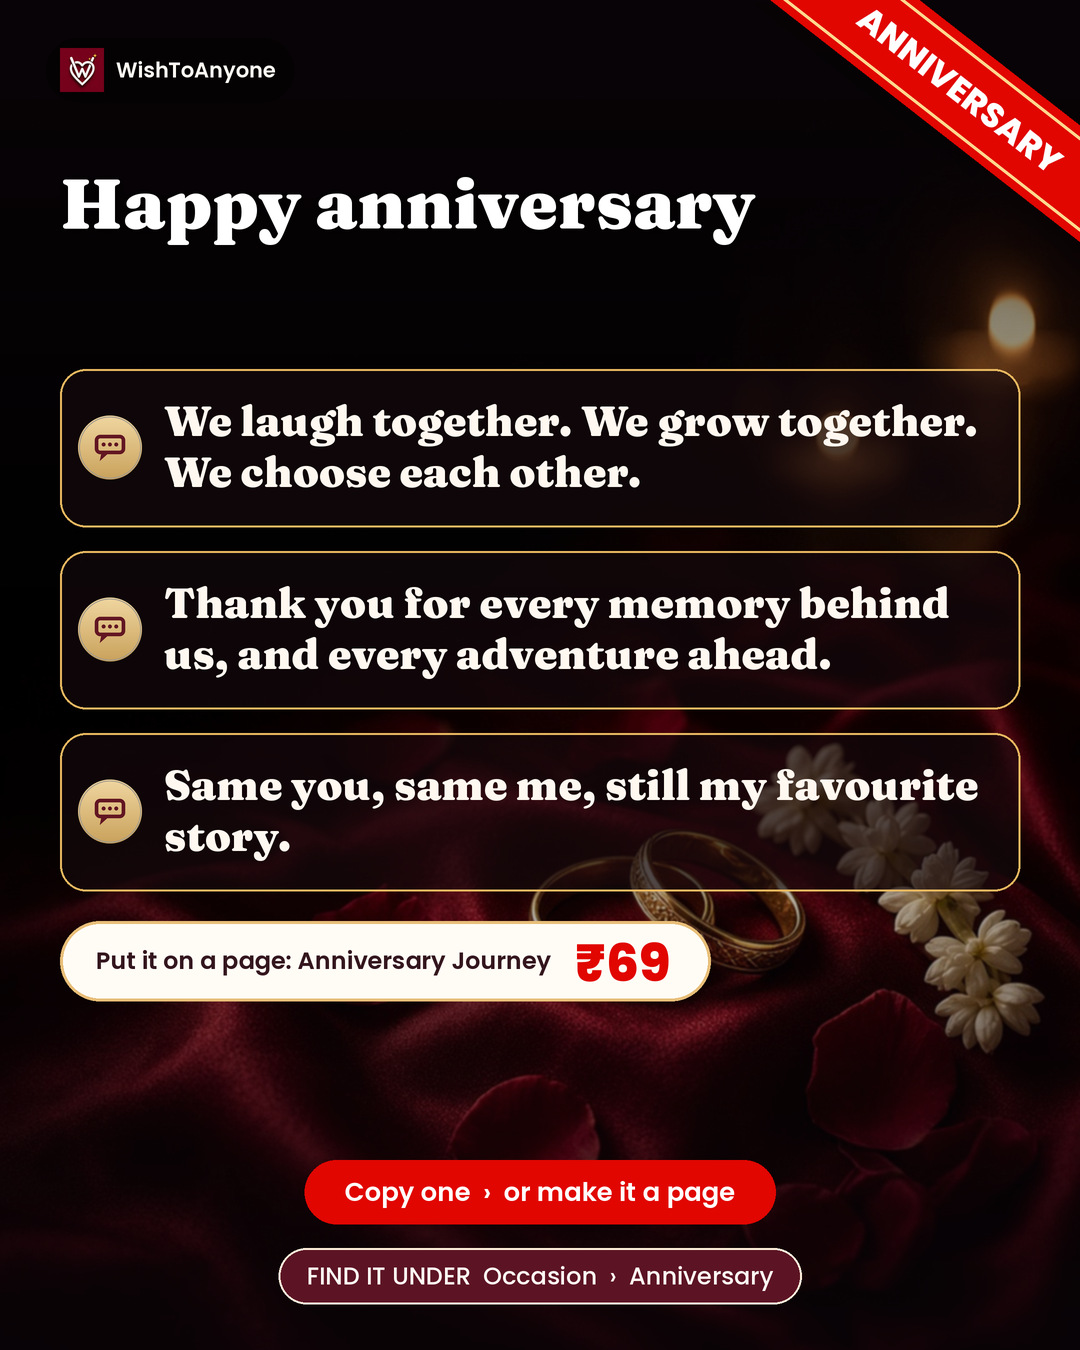 WishToAnyone
ANNIVERSARY
Happy anniversary
We laugh together. We grow together.
We choose each other.
Thank you for every memory behind
us, and every adventure ahead.
Same you, same me, still my favourite
story.
Put it on a page: Anniversary Journey ₹69
Copy one › or make it a page
FIND IT UNDER Occasion › Anniversary